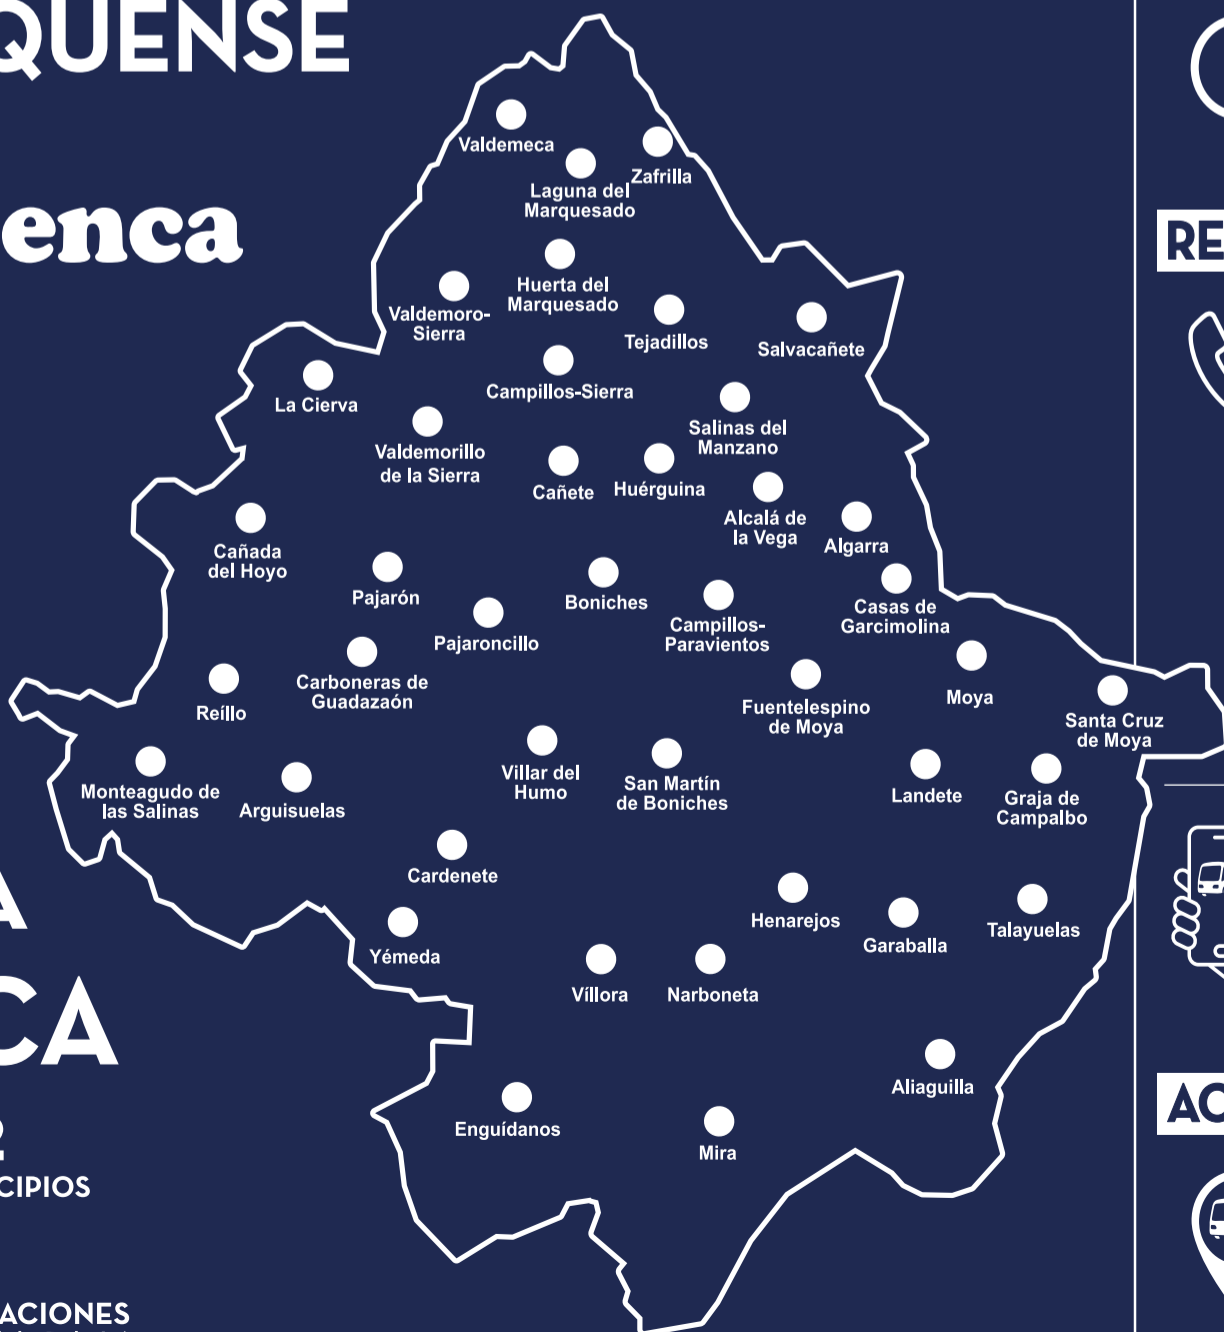 QUENSE
enca
Valdemeca
Zafrilla
Laguna del
Marquesado
Huerta del
Marquesado
Valdemoro-
Sierra
Tejadillos
Salvacañete
Campillos-Sierra
La Cierva
Salinas del
Manzano
Valdemorillo
de la Sierra
Cañete
Huérguina
Alcalá de
la Vega
Algarra
Cañada
del Hoyo
Pajarón
Boniches
Casas de
Garcimolina
Campillos-
Paravientos
Pajaroncillo
Carboneras de
Guadazaón
Moya
Reíllo
Fuentelespino
de Moya
Santa Cruz
de Moya
Villar del
Humo
San Martín
de Boniches
Monteagudo de
las Salinas
Arguisuelas
Landete
Graja de
Campalbo
Cardenete
Henarejos
Garaballa
Talayuelas
Yémeda
Víllora
Narboneta
Aliaguilla
Enguídanos
Mira
A
CA
2
CIPIOS
ACIONES
RE
AC